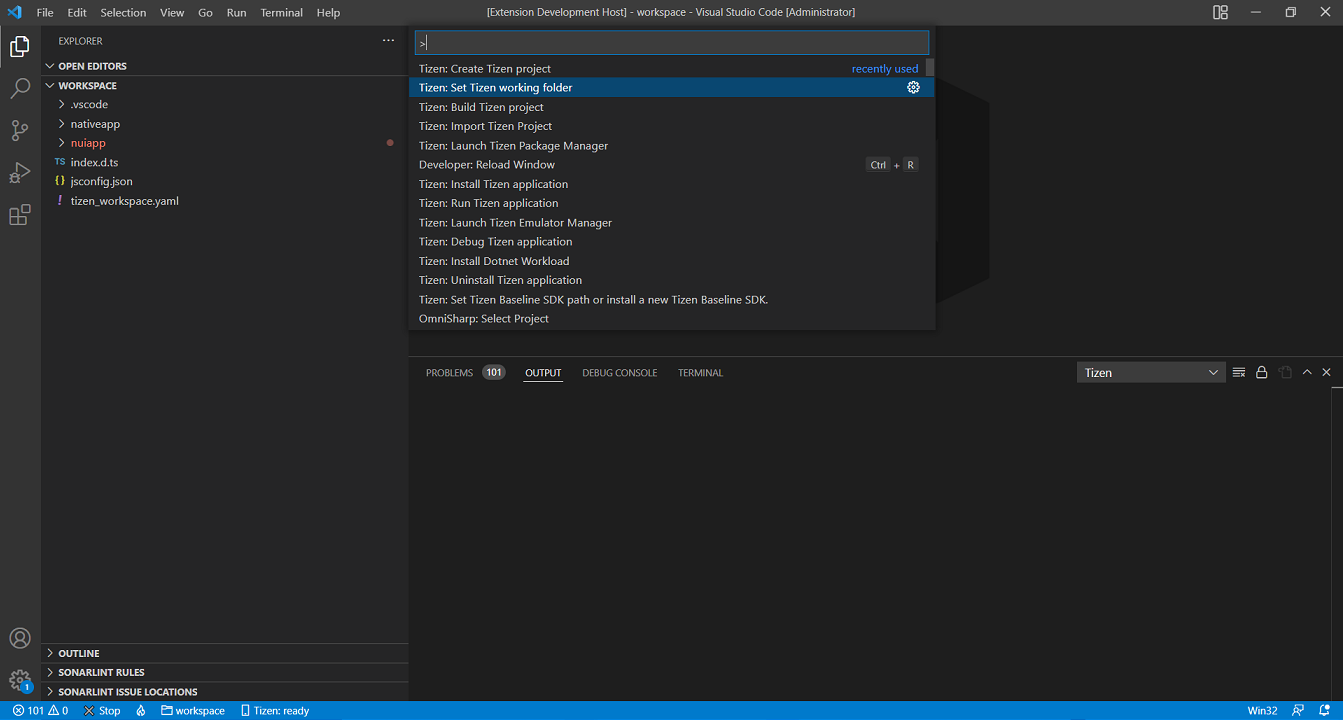 File Edit Selection View Go Run Terminal Help [Extension Development Host] - workspace - Visual Studio Code [Administrator]
EXPLORER
OPEN EDITORS
WORKSPACE
.vscode
nativeapp
nuiapp
TS index.d.ts
{} jsconfig.json
! tizen_workspace.yaml
>
Tizen: Create Tizen project recently used
Tizen: Set Tizen working folder
Tizen: Build Tizen project
Tizen: Import Tizen Project
Tizen: Launch Tizen Package Manager
Developer: Reload Window Ctrl + R
Tizen: Install Tizen application
Tizen: Run Tizen application
Tizen: Launch Tizen Emulator Manager
Tizen: Debug Tizen application
Tizen: Install Dotnet Workload
Tizen: Uninstall Tizen application
Tizen: Set Tizen Baseline SDK path or install a new Tizen Baseline SDK.
OmniSharp: Select Project
PROBLEMS 101 OUTPUT DEBUG CONSOLE TERMINAL Tizen
OUTLINE
SONARLINT RULES
SONARLINT ISSUE LOCATIONS
1
101 0 Stop workspace Tizen: ready Win32